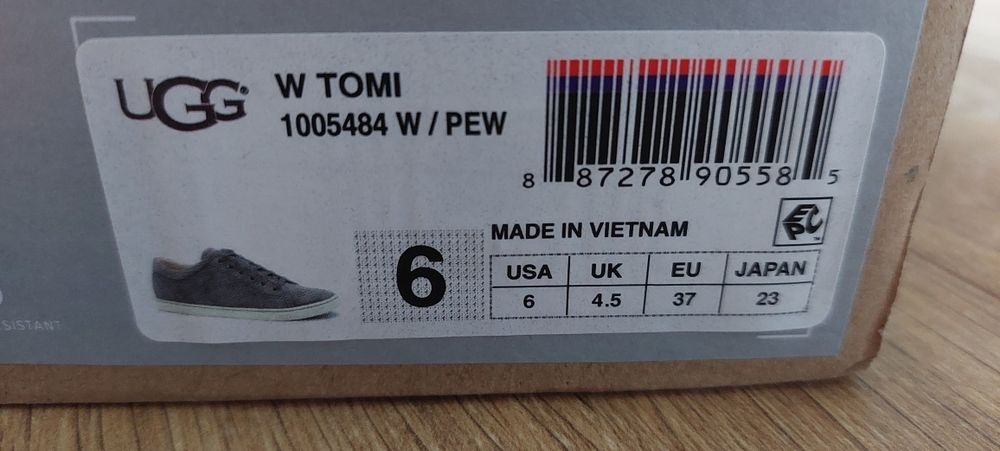 UGG®
W TOMI
1005484 W / PEW
8 87278 90558 5
MADE IN VIETNAM
EPC™
6
USA UK EU JAPAN
6 4.5 37 23
SISTANT